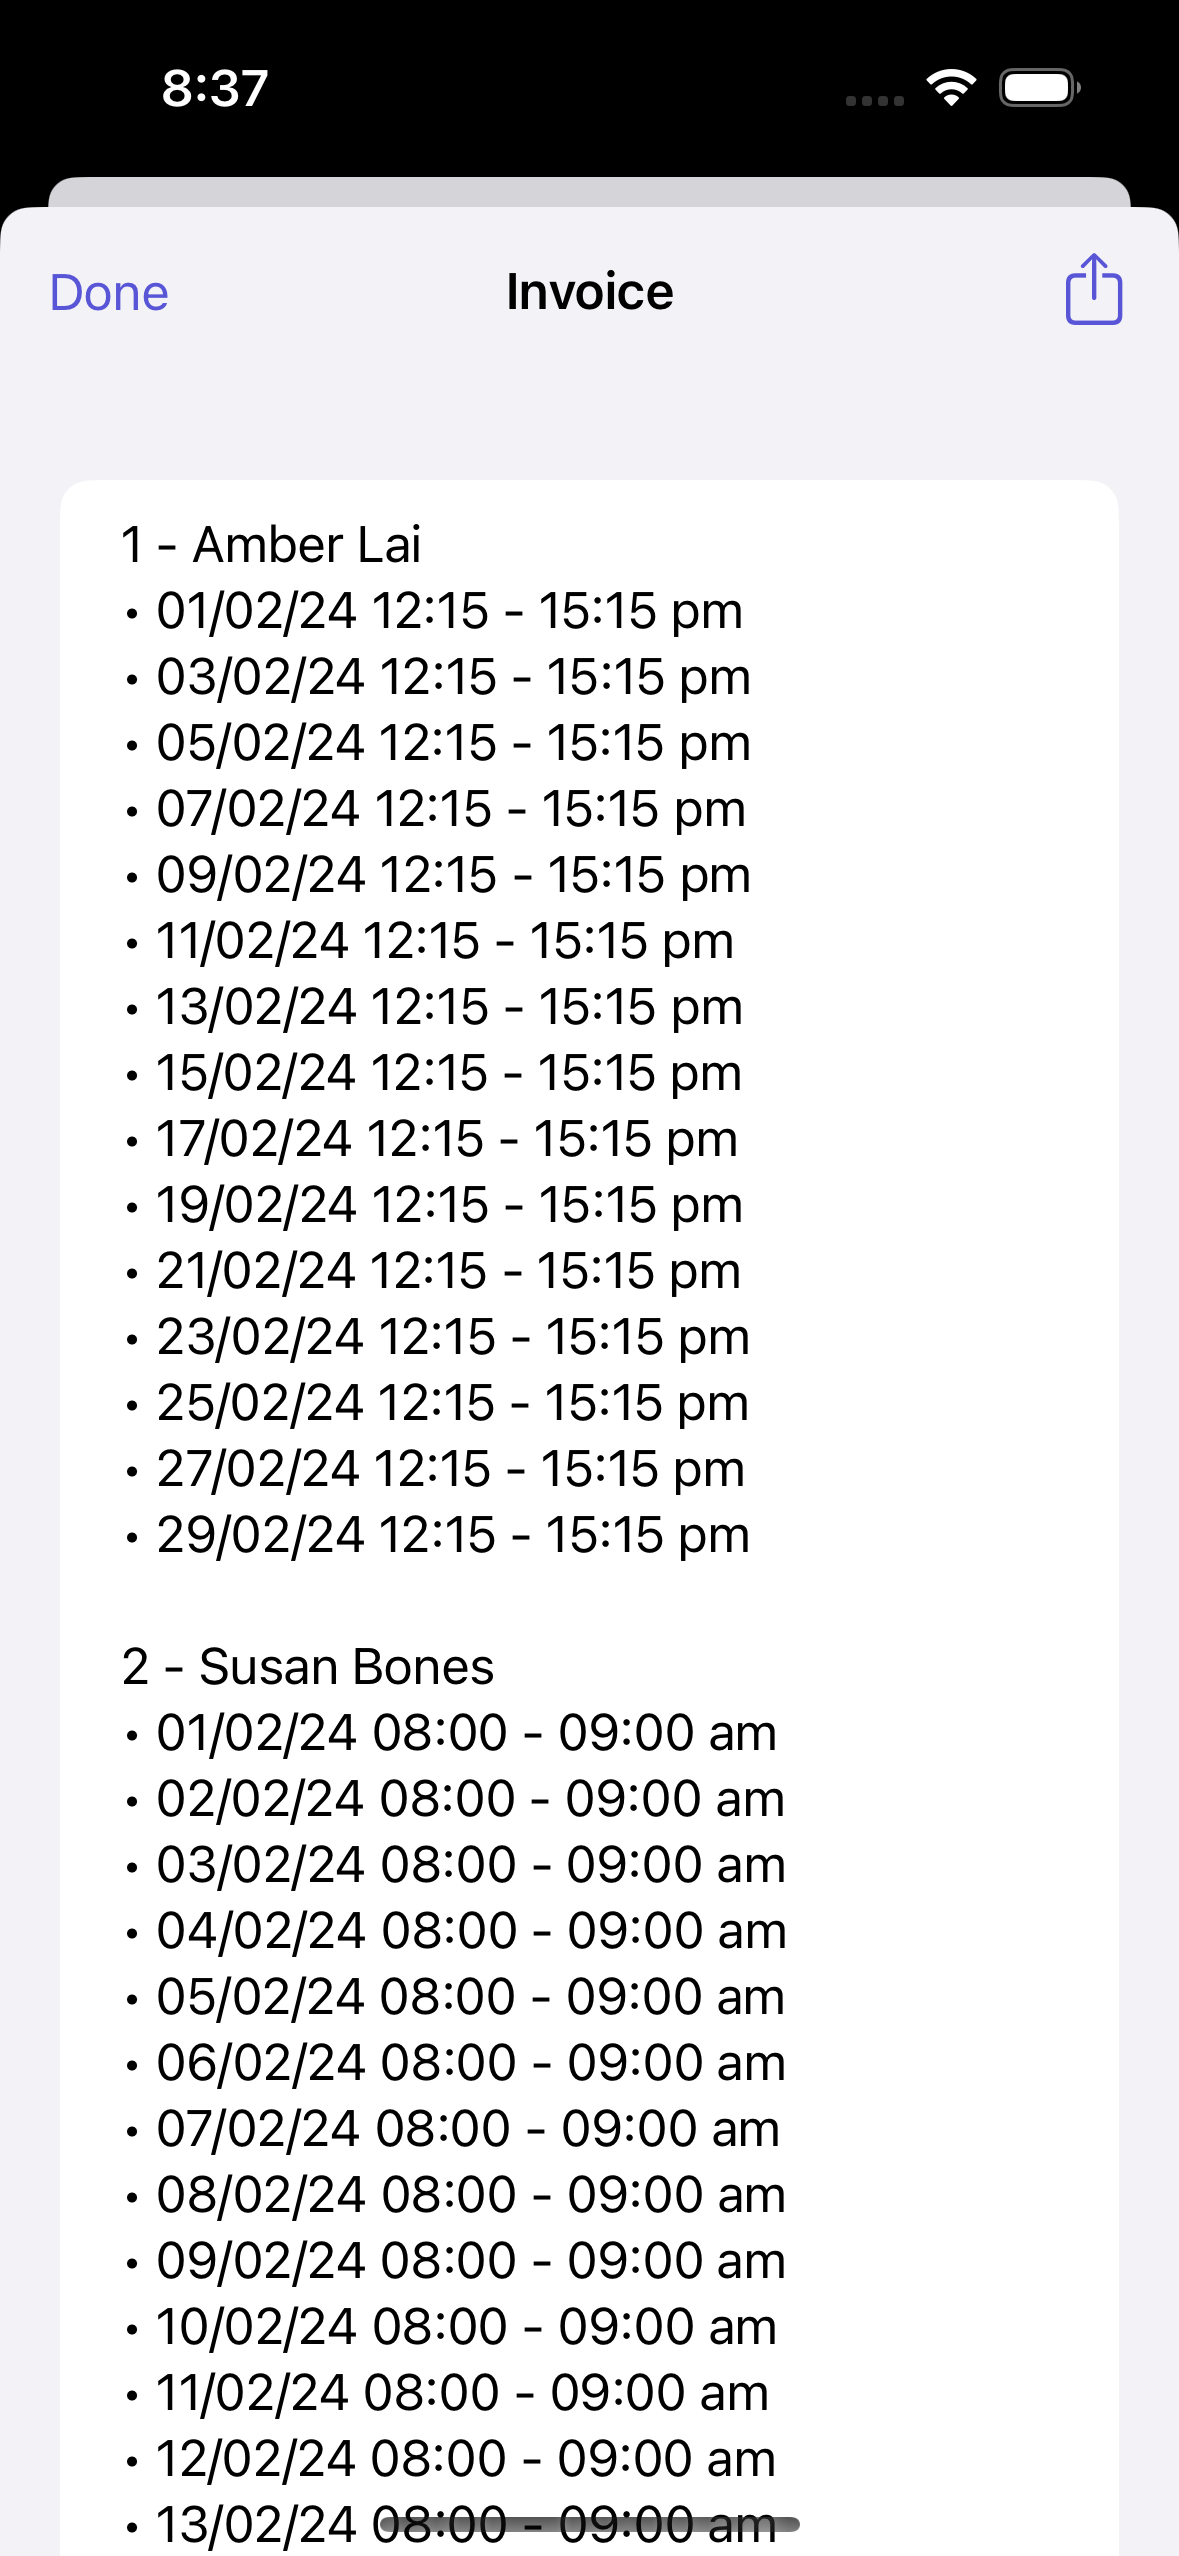 8:37
Done
Invoice
1 - Amber Lai
• 01/02/24 12:15 - 15:15 pm
• 03/02/24 12:15 - 15:15 pm
• 05/02/24 12:15 - 15:15 pm
• 07/02/24 12:15 - 15:15 pm
• 09/02/24 12:15 - 15:15 pm
• 11/02/24 12:15 - 15:15 pm
• 13/02/24 12:15 - 15:15 pm
• 15/02/24 12:15 - 15:15 pm
• 17/02/24 12:15 - 15:15 pm
• 19/02/24 12:15 - 15:15 pm
• 21/02/24 12:15 - 15:15 pm
• 23/02/24 12:15 - 15:15 pm
• 25/02/24 12:15 - 15:15 pm
• 27/02/24 12:15 - 15:15 pm
• 29/02/24 12:15 - 15:15 pm
2 - Susan Bones
• 01/02/24 08:00 - 09:00 am
• 02/02/24 08:00 - 09:00 am
• 03/02/24 08:00 - 09:00 am
• 04/02/24 08:00 - 09:00 am
• 05/02/24 08:00 - 09:00 am
• 06/02/24 08:00 - 09:00 am
• 07/02/24 08:00 - 09:00 am
• 08/02/24 08:00 - 09:00 am
• 09/02/24 08:00 - 09:00 am
• 10/02/24 08:00 - 09:00 am
• 11/02/24 08:00 - 09:00 am
• 12/02/24 08:00 - 09:00 am
• 13/02/24 08:00 - 09:00 am